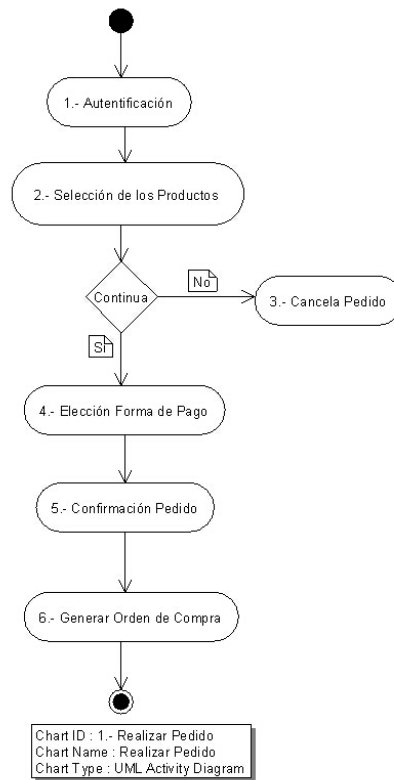 1.- Autentificación
2.- Selección de los Productos
Continua
No
3.- Cancela Pedido
Si
4.- Elección Forma de Pago
5.- Confirmación Pedido
6.- Generar Orden de Compra
Chart ID : 1.- Realizar Pedido
Chart Name : Realizar Pedido
Chart Type : UML Activity Diagram